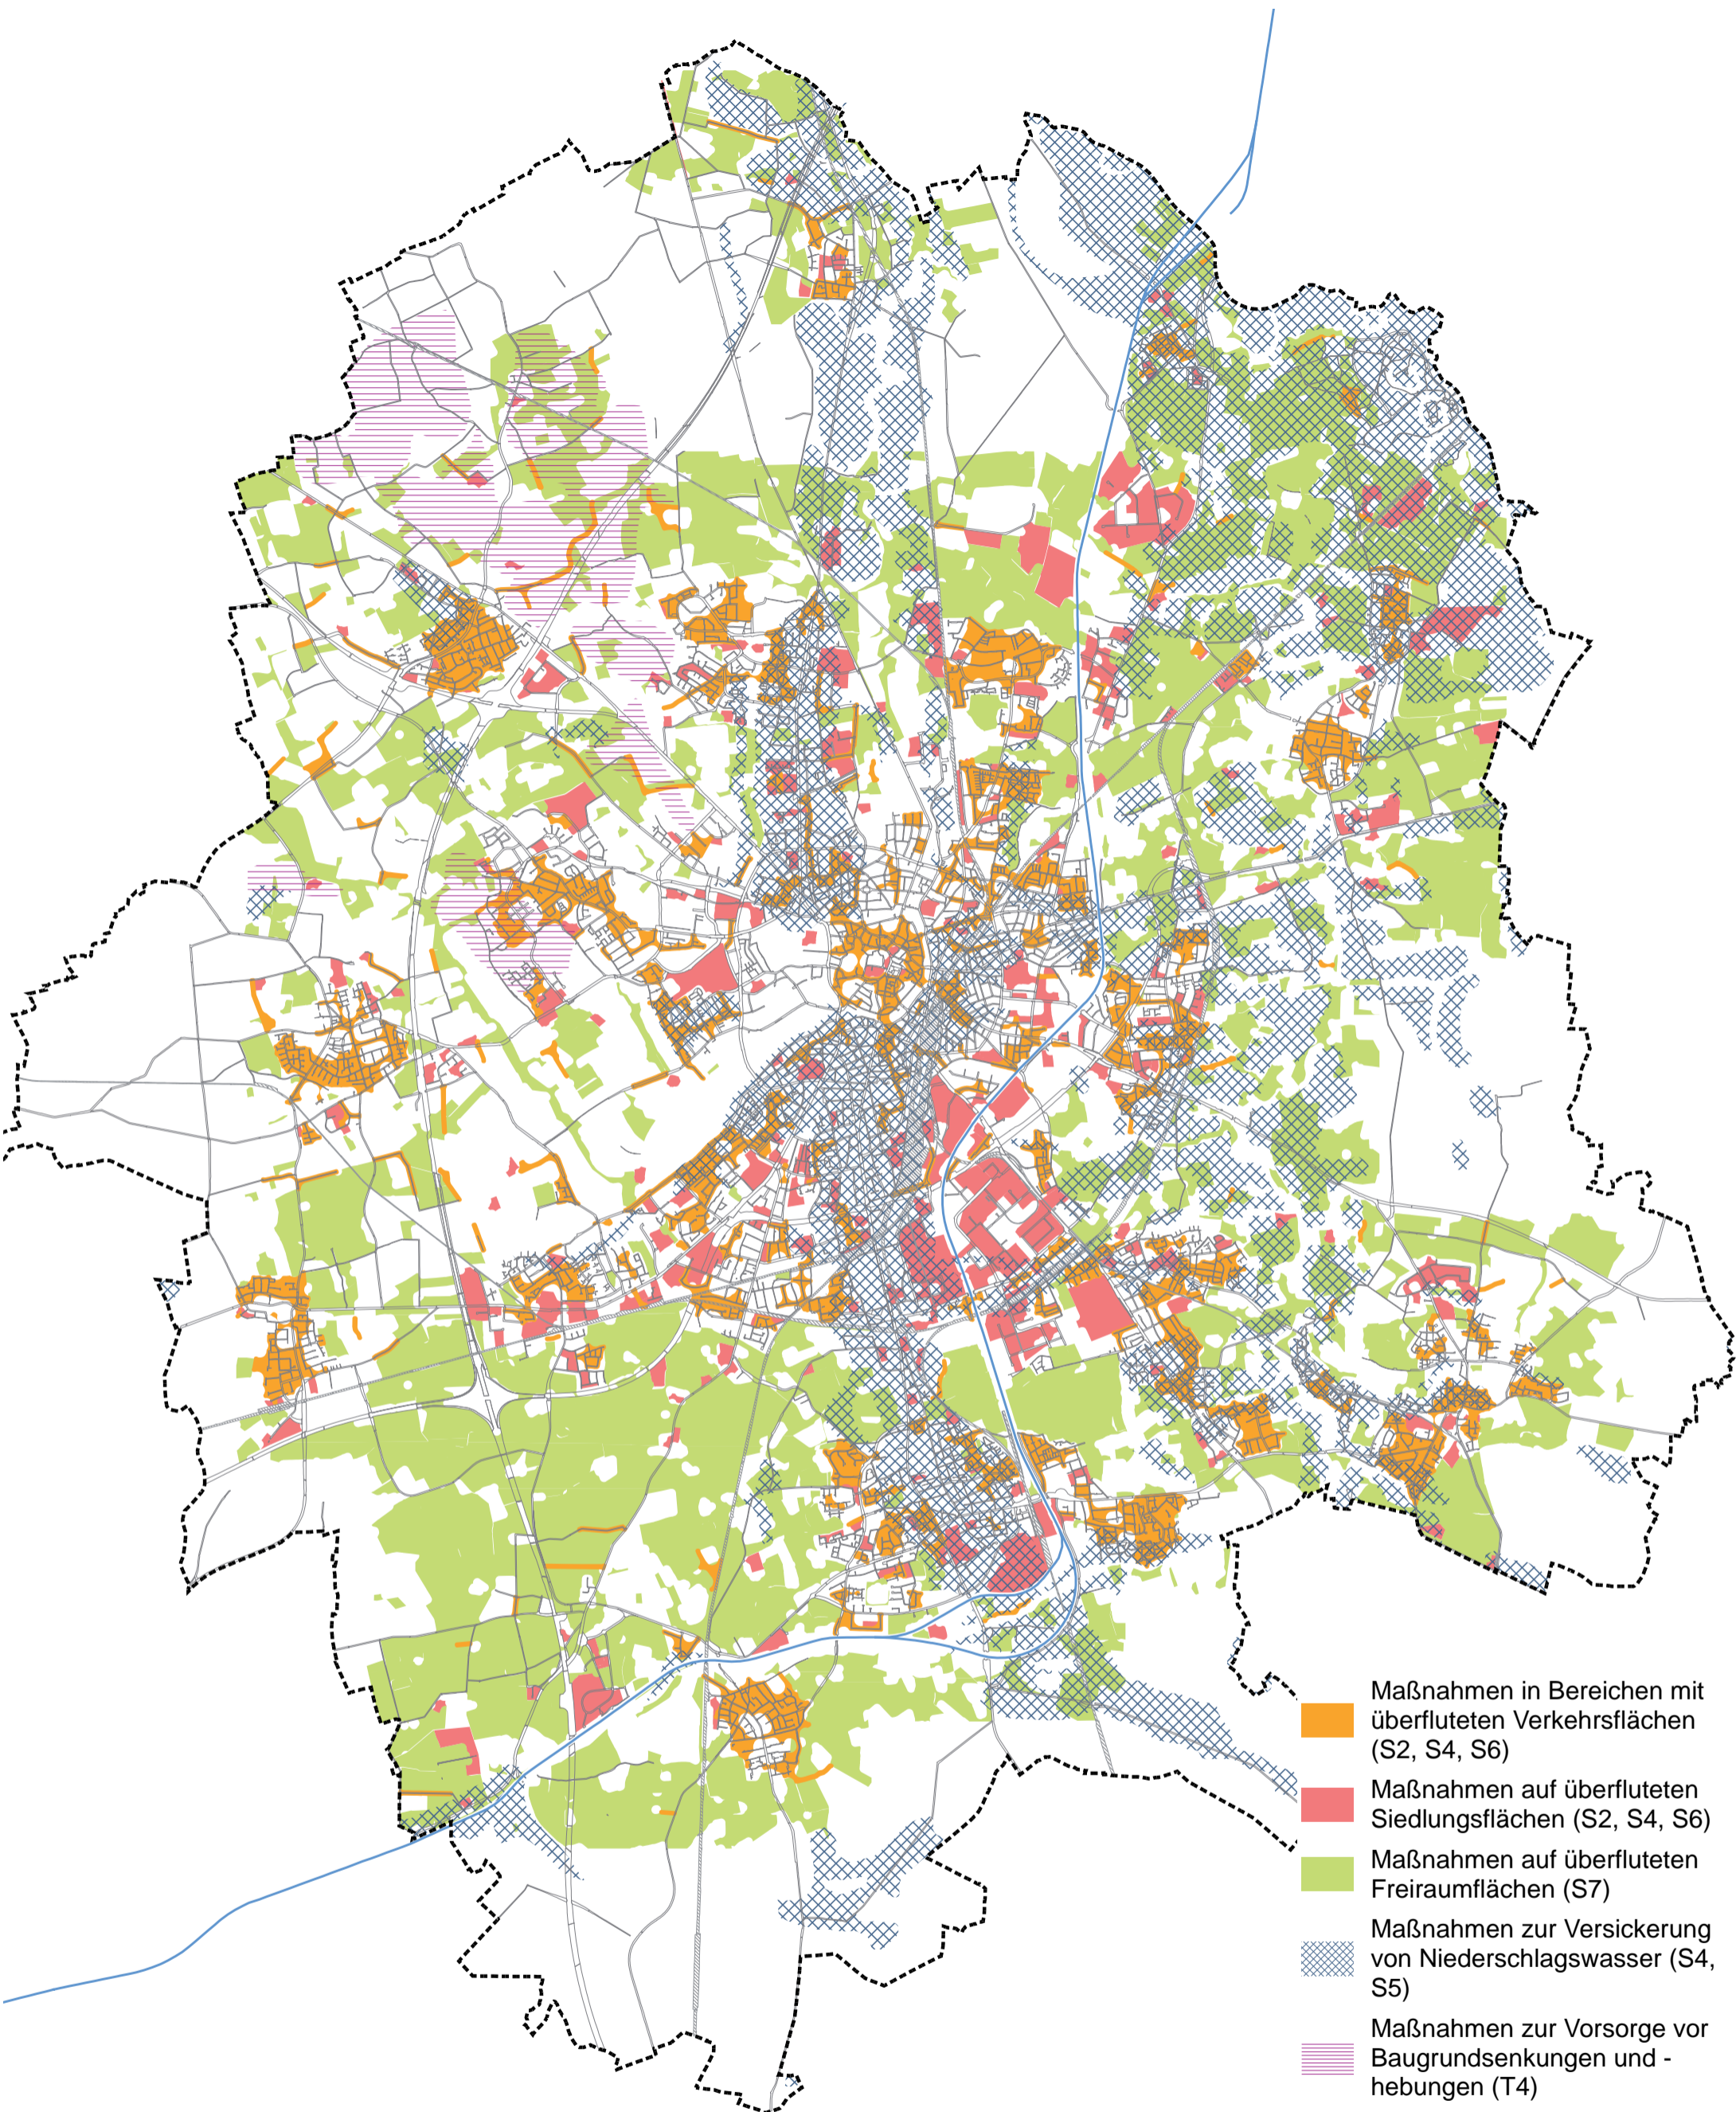 Maßnahmen in Bereichen mit
überfluteten Verkehrsflächen
(S2, S4, S6)
Maßnahmen auf überfluteten
Siedlungsflächen (S2, S4, S6)
Maßnahmen auf überfluteten
Freiraumflächen (S7)
Maßnahmen zur Versickerung
von Niederschlagswasser (S4,
S5)
Maßnahmen zur Vorsorge vor
Baugrundsenkungen und -
hebungen (T4)